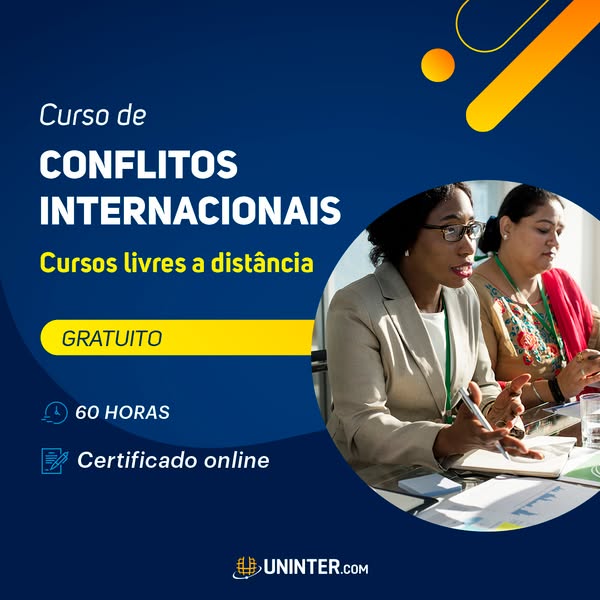 Curso de
CONFLITOS
INTERNACIONAIS
Cursos livres a distância
GRATUITO
60 HORAS
Certificado online
UNINTER.COM